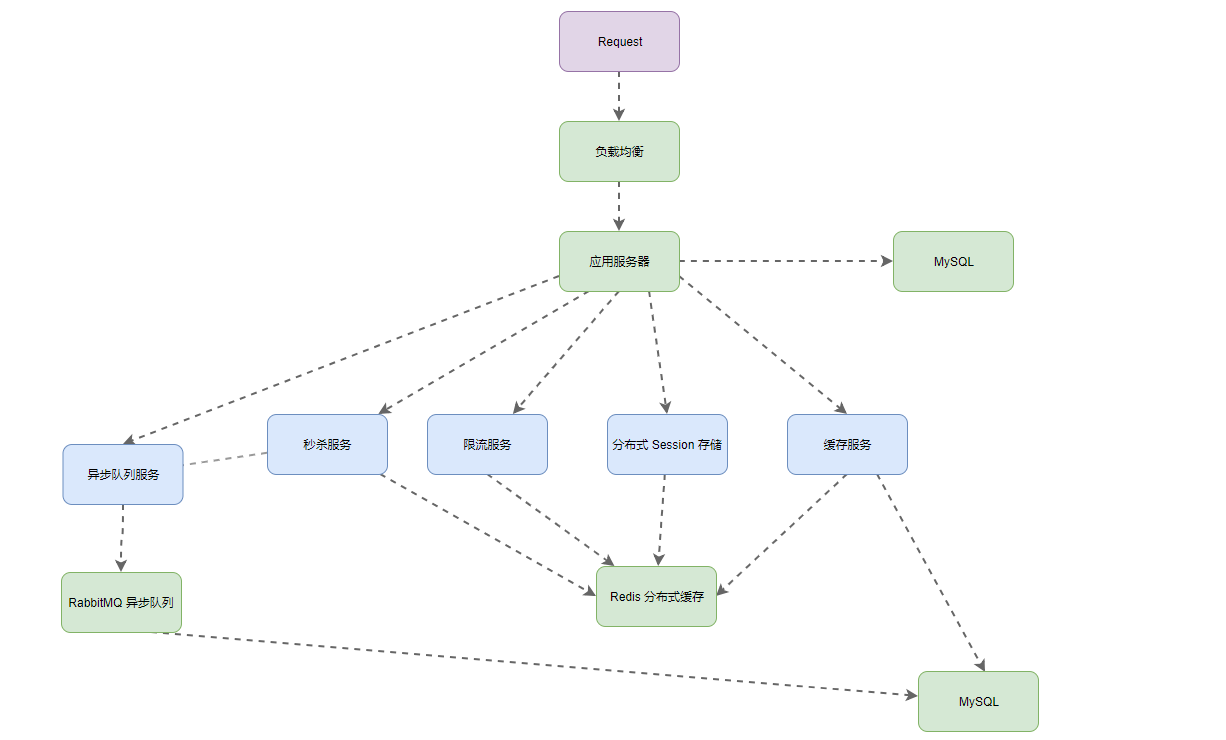 Request
负载均衡
应用服务器
MySQL
秒杀服务
限流服务
分布式 Session 存储
缓存服务
异步队列服务
RabbitMQ 异步队列
Redis 分布式缓存
MySQL